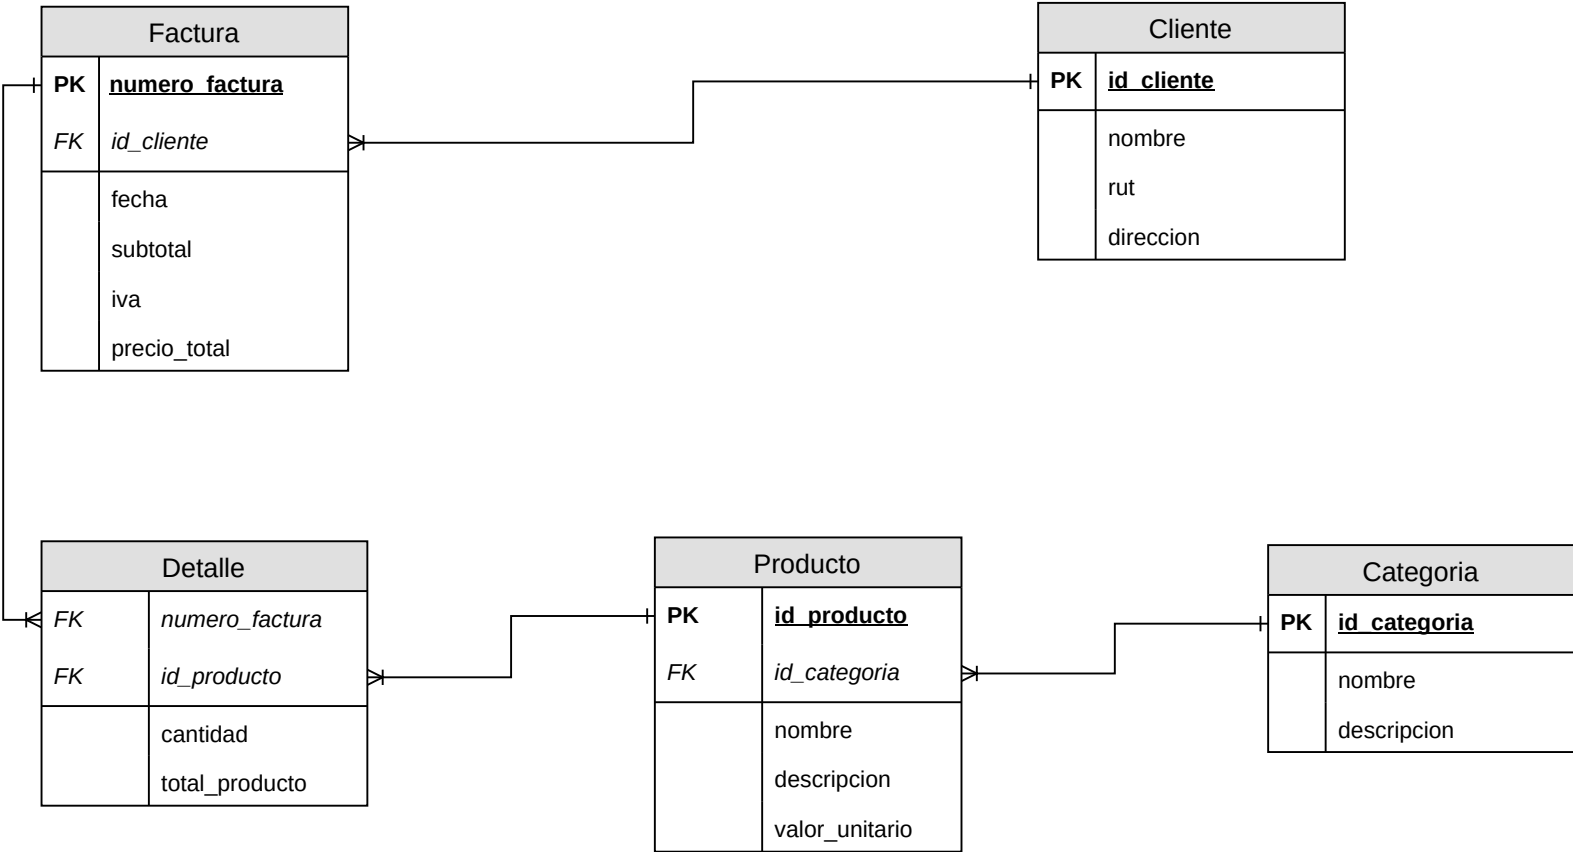 Factura
PK numero_factura
FK id_cliente
fecha
subtotal
iva
precio_total
Cliente
PK id_cliente
nombre
rut
direccion
Detalle
FK numero_factura
FK id_producto
cantidad
total_producto
Producto
PK id_producto
FK id_categoria
nombre
descripcion
valor_unitario
Categoria
PK id_categoria
nombre
descripcion